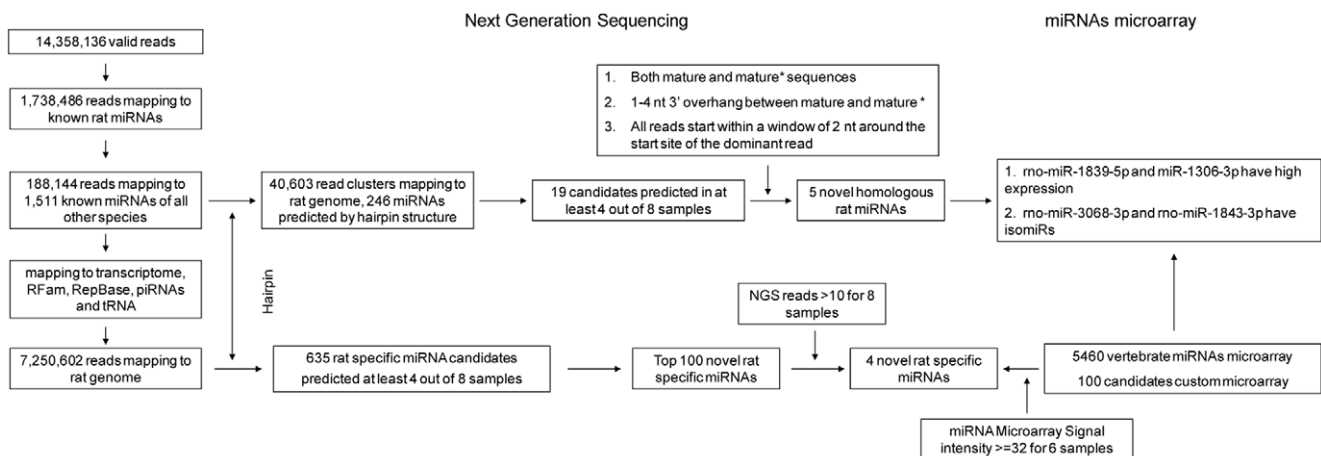 Next Generation Sequencing
miRNAs microarray
14,358,136 valid reads
1,738,486 reads mapping to
known rat miRNAs
188,144 reads mapping to
1,511 known miRNAs of all
other species
mapping to transcriptome,
RFam, RepBase, piRNAs
and tRNA
7,250,602 reads mapping to
rat genome
Hairpin
40,603 read clusters mapping to
rat genome, 246 miRNAs
predicted by hairpin structure
19 candidates predicted in at
least 4 out of 8 samples
1. Both mature and mature* sequences
2. 1-4 nt 3' overhang between mature and mature *
3. All reads start within a window of 2 nt around the
start site of the dominant read
5 novel homologous
rat miRNAs
1. rno-miR-1839-5p and miR-1306-3p have high
expression
2. rno-miR-3068-3p and rno-miR-1843-3p have
isomiRs
635 rat specific miRNA candidates
predicted at least 4 out of 8 samples
Top 100 novel rat
specific miRNAs
NGS reads >10 for 8
samples
4 novel rat specific
miRNAs
5460 vertebrate miRNAs microarray
100 candidates custom microarray
miRNA Microarray Signal
intensity >=32 for 6 samples